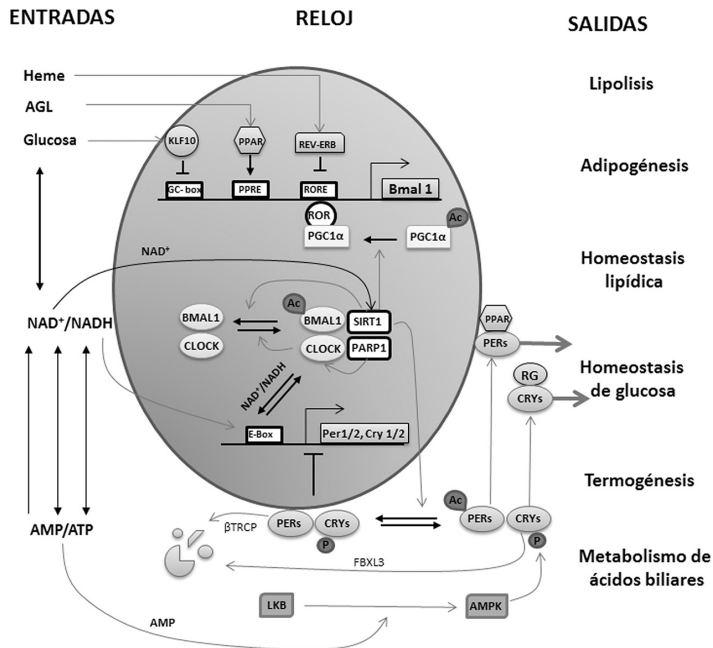 ENTRADAS
RELOJ
SALIDAS
Heme
AGL
Glucosa
KLF10
PPAR
REV-ERB
GC- box
PPRE
RORE
Bmal 1
ROR
PGC1α
PGC1α
Ac
NAD+
NAD+/NADH
BMAL1
CLOCK
Ac
BMAL1
SIRT1
CLOCK
PARP1
NAD+/NADH
E-Box
Per1/2, Cry 1/2
AMP/ATP
βTRCP
PERs
CRYs
P
Ac
PERs
CRYs
P
FBXL3
LKB
AMPK
AMP
PPAR
PERs
RG
CRYs
Lipolisis
Adipogénesis
Homeostasis
lipídica
Homeostasis
de glucosa
Termogénesis
Metabolismo de
ácidos biliares